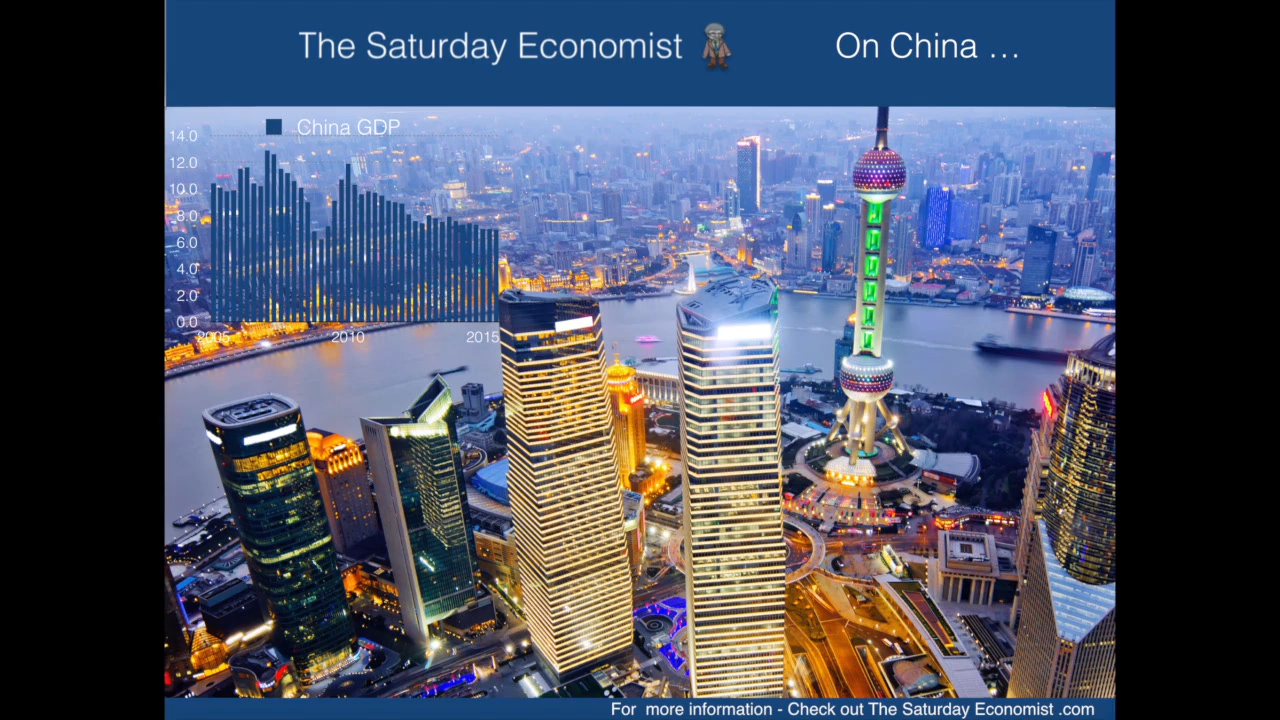 The Saturday Economist
On China ...
China GDP
14.0
12.0
10.0
8.0
6.0
4.0
2.0
0.0
2005 2010 2015
For more information - Check out The Saturday Economist .com